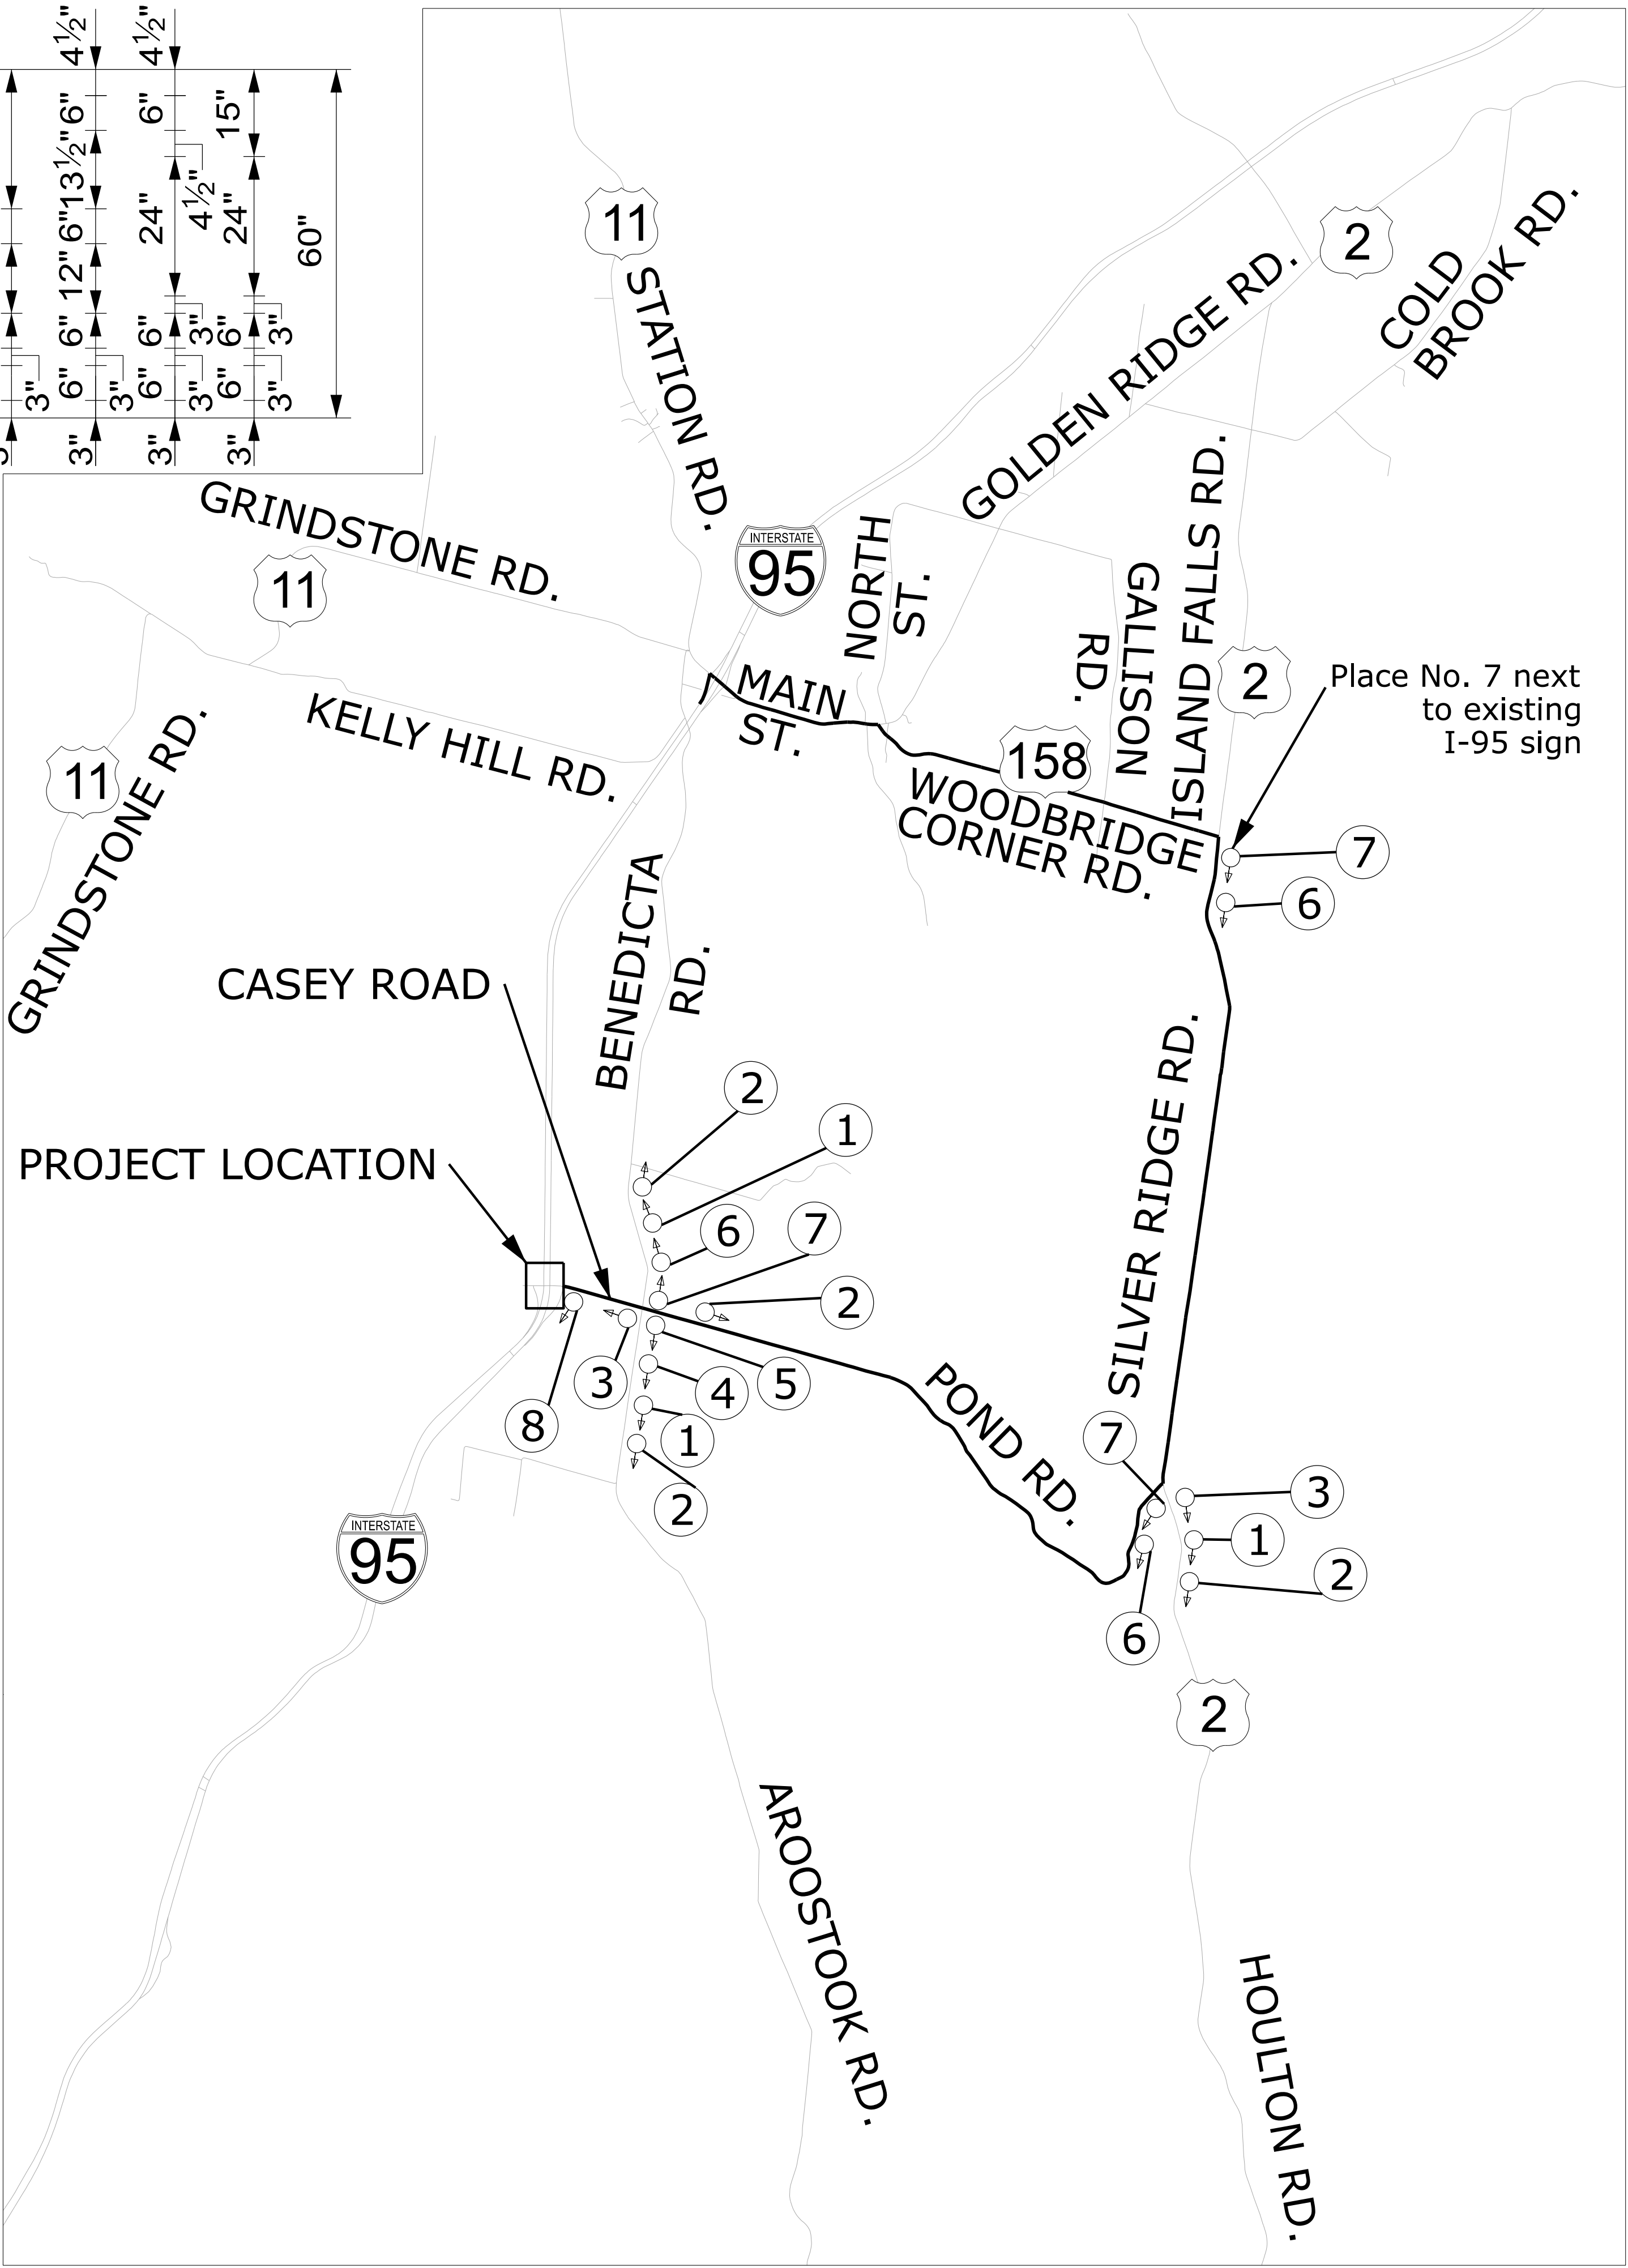 4½"
4½"
6"
6"
15"
13½"
4½"
6"
24"
24"
12"
60"
6"
6"
3"
6"
3"
3"
6"
3"
6"
3"
6"
3"
3"
3"
3"
11
2
STATION RD.
GOLDEN RIDGE RD.
COLD
BROOK RD.
GRINDSTONE RD.
11
INTERSTATE
95
NORTH
ST.
GALLISON
RD.
ISLAND FALLS RD.
2
Place No. 7 next
to existing
I-95 sign
MAIN
ST.
KELLY HILL RD.
158
11
GRINDSTONE RD.
WOODBRIDGE
CORNER RD.
7
6
BENEDICTA
RD.
CASEY ROAD
SILVER RIDGE RD.
2
1
PROJECT LOCATION
6
7
2
3
5
4
8
1
POND RD.
7
2
3
1
2
INTERSTATE
95
6
2
AROOSTOOK RD.
HOULTON RD.